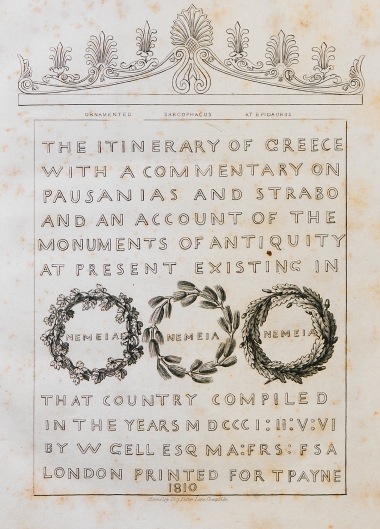 ORNAMENTED SARCOPHAGUS AT EPIDAURUS
THE ITINERARY OF GREECE
WITH A COMMENTARY ON
PAUSANIAS AND STRABO
AND AN ACCOUNT OF THE
MONUMENTS OF ANTIQUITY
AT PRESENT EXISTING IN
NEMEIA NEMEIA NEMEIA
THAT COUNTRY COMPILED
IN THE YEARS MDCCCI:II:V:VI
BY W GELL ESQ MA:FRS:FSA
LONDON PRINTED FOR T PAYNE
1810